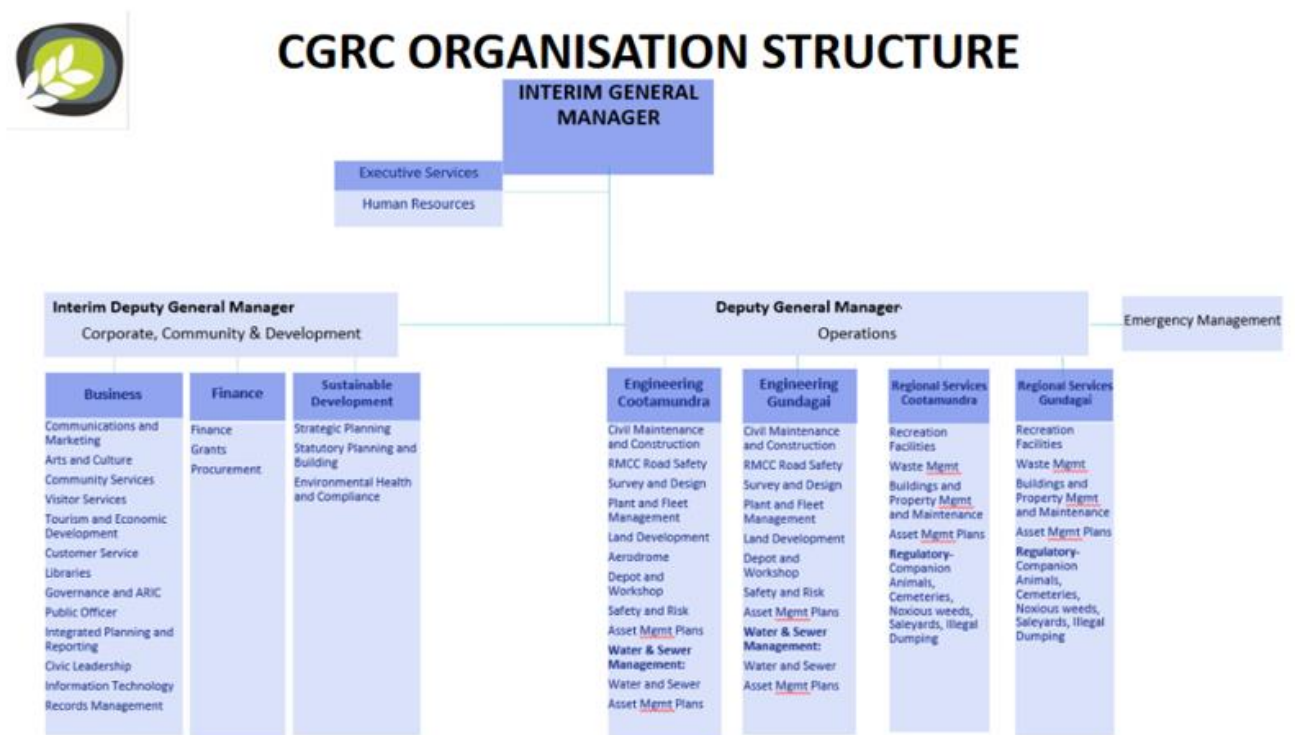 CGRC ORGANISATION STRUCTURE
INTERIM GENERAL
MANAGER
Executive Services
Human Resources
Interim Deputy General Manager
Corporate, Community & Development
Deputy General Manager-
Operations
Emergency Management
Business
Communications and
Marketing
Arts and Culture
Community Services
Visitor Services
Tourism and Economic
Development
Customer Service
Libraries
Governance and ARIC
Public Officer
Integrated Planning and
Reporting
Civic Leadership
Information Technology
Records Management
Finance
Finance
Grants
Procurement
Sustainable
Development
Strategic Planning
Statutory Planning and
Building
Environmental Health
and Compliance
Engineering
Cootamundra
Civil Maintenance
and Construction
RMCC Road Safety
Survey and Design
Plant and Fleet
Management
Land Development
Aerodrome
Depot and
Workshop
Safety and Risk
Asset Mgmt Plans
Water & Sewer
Management:
Water and Sewer
Asset Mgmt Plans
Engineering
Gundagai
Civil Maintenance
and Construction
RMCC Road Safety
Survey and Design
Plant and Fleet
Management
Land Development
Depot and
Workshop
Safety and Risk
Asset Mgmt Plans
Water & Sewer
Management:
Water and Sewer
Asset Mgmt Plans
Regional Services
Cootamundra
Recreation
Facilities
Waste Mgmt
Buildings and
Property Mgmt
and Maintenance
Asset Mgmt Plans
Regulatory-
Companion
Animals,
Cemeteries,
Noxious weeds,
Saleyards, Illegal
Dumping
Regional Services
Gundagai
Recreation
Facilities
Waste Mgmt
Buildings and
Property Mgmt
and Maintenance
Asset Mgmt Plans
Regulatory-
Companion
Animals,
Cemeteries,
Noxious weeds,
Saleyards, Illegal
Dumping